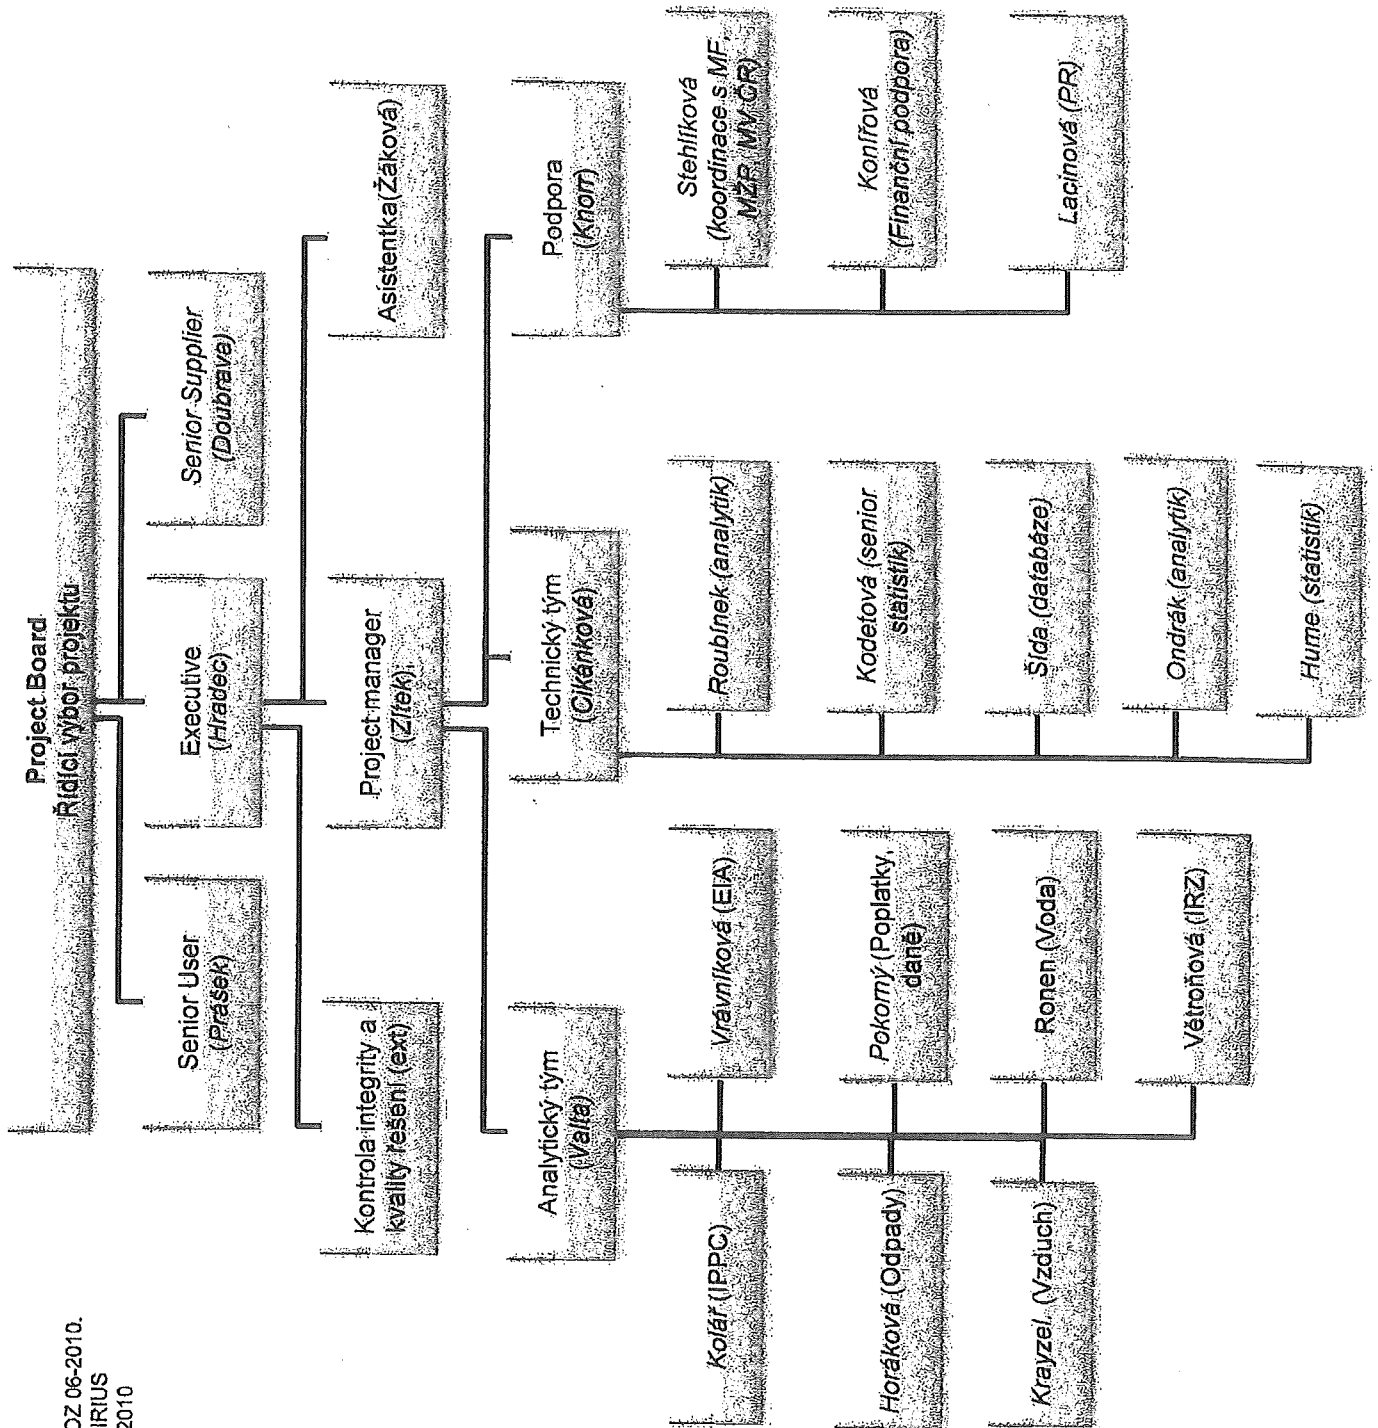 OZ 06-2010.
IRIUS
2010
Project Board
Řídící výbor projektu
Senior User
(Prášek)
Executive
(Hradec)
Senior Supplier
(Doubrava)
Kontrola integrity a
kvality řešení (ext)
Project manager
(Zítek)
Asistentka(Žáková)
Analytický tým
(Valta)
Technický tým
(Cikánková)
Podpora
(Knorr)
Kolář (IPPC)
Vrávníková (EIA)
Horáková (Odpady)
Pokorný (Poplatky,
daně)
Krayzel (Vzduch)
Ronen (Voda)
Větroňová (IRZ)
Roubínek (analytik)
Kodetová (senior
statistik)
Šída (databáze)
Ondrák (analytik)
Hume (statistik)
Stehlíková
(koordinace s MF,
MŽP, MV ČR)
Konířová
(Finanční podpora)
Lacinová (PR)